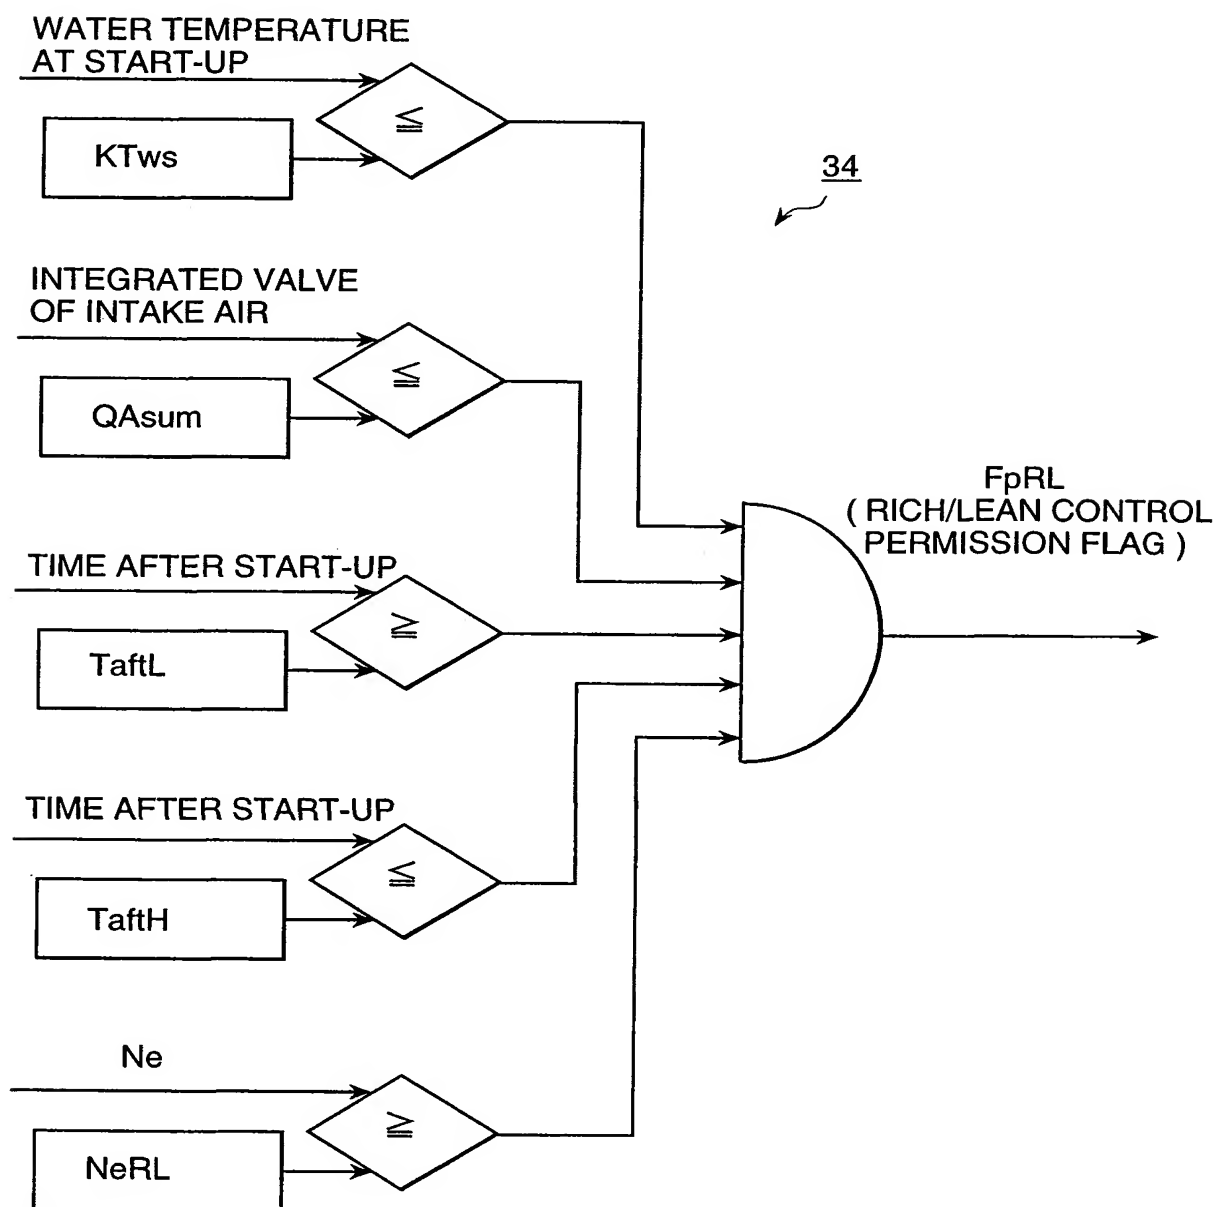 WATER TEMPERATURE
AT START-UP
≦
KTws
34
INTEGRATED VALVE
OF INTAKE AIR
≦
QAsum
FpRL
( RICH/LEAN CONTROL
PERMISSION FLAG )
TIME AFTER START-UP
≧
TaftL
TIME AFTER START-UP
≦
TaftH
Ne
≧
NeRL